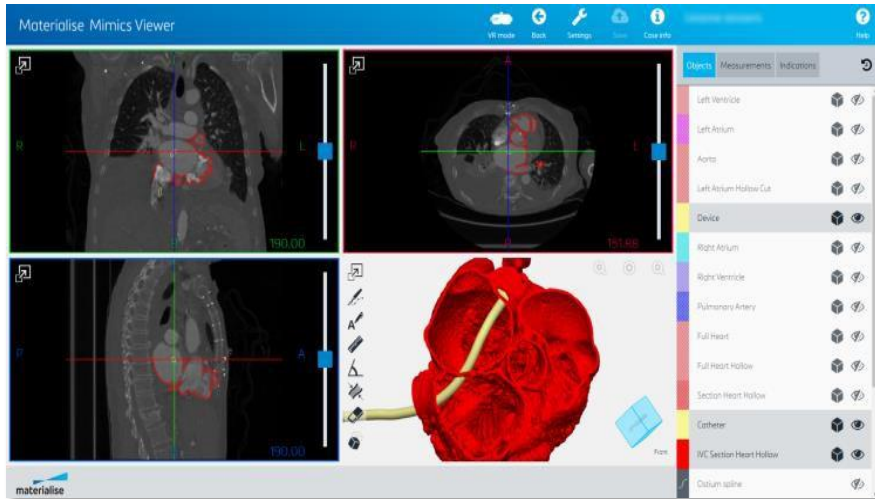 Materialise Mimics Viewer
VR mode
Back
Settings
Save
Case info
Help
Objects
Measurements
Indications
Left Ventricle
Left Atrium
Aorta
Left Atrium Hollow Cut
Device
Right Atrium
Right Ventricle
Pulmonary Artery
Full Heart
Full Heart Hollow
Section Heart Hollow
Catheter
IVC Section Heart Hollow
Ostium spline
R
L
190.00
A
R
L
151.88
P
A
190.00
A
Front
materialise